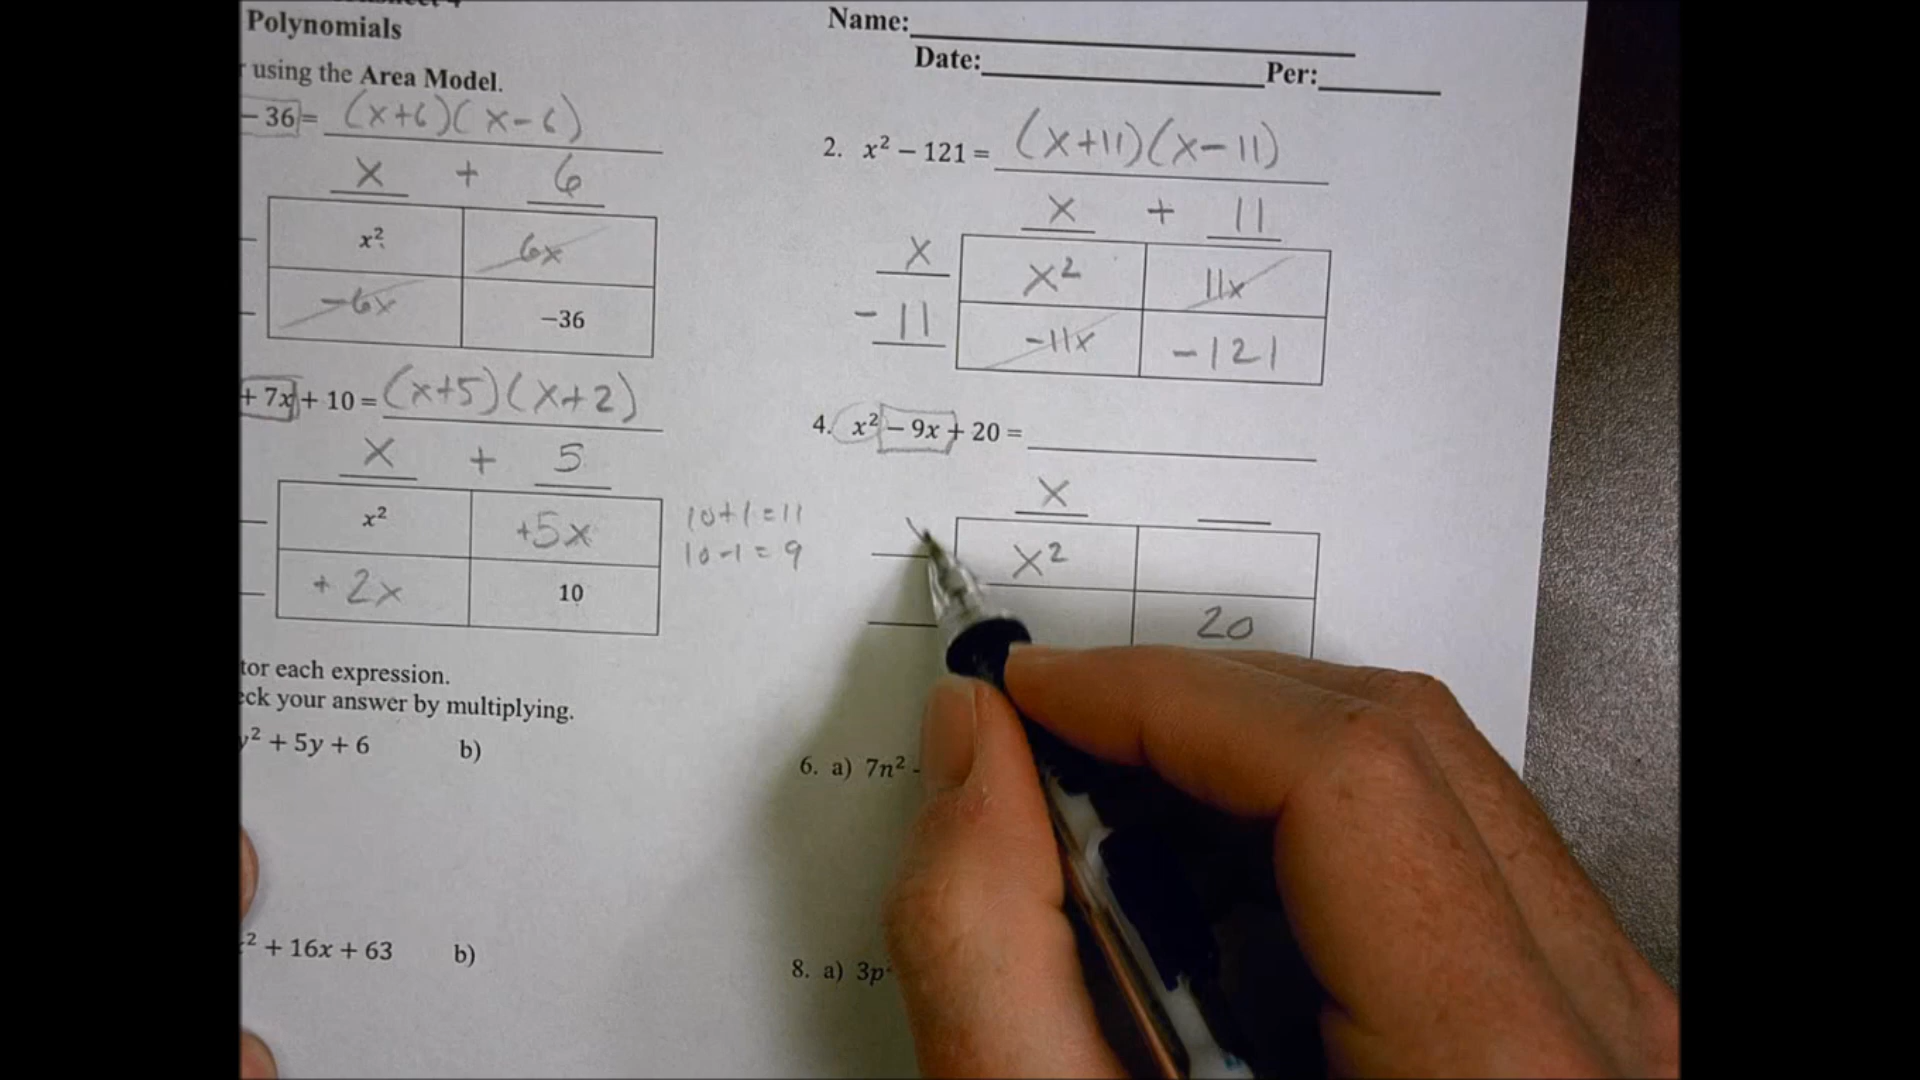 Polynomials
Name:
using the Area Model.
Date: Per:
− 36 = (x+6)(x−6)
x + 6
x² 6x
−6x −36
2. x² − 121 = (x+11)(x−11)
x + 11
x x² 11x
−11 −11x −121
+ 7x + 10 = (x+5)(x+2)
x + 5
x² +5x
+2x 10
10+1=11
10−1=9
4. x² − 9x + 20 =
x
x²
20
each expression.
your answer by multiplying.
y² + 5y + 6 b)
6. a) 7n² -
² + 16x + 63 b)
8. a) 3p